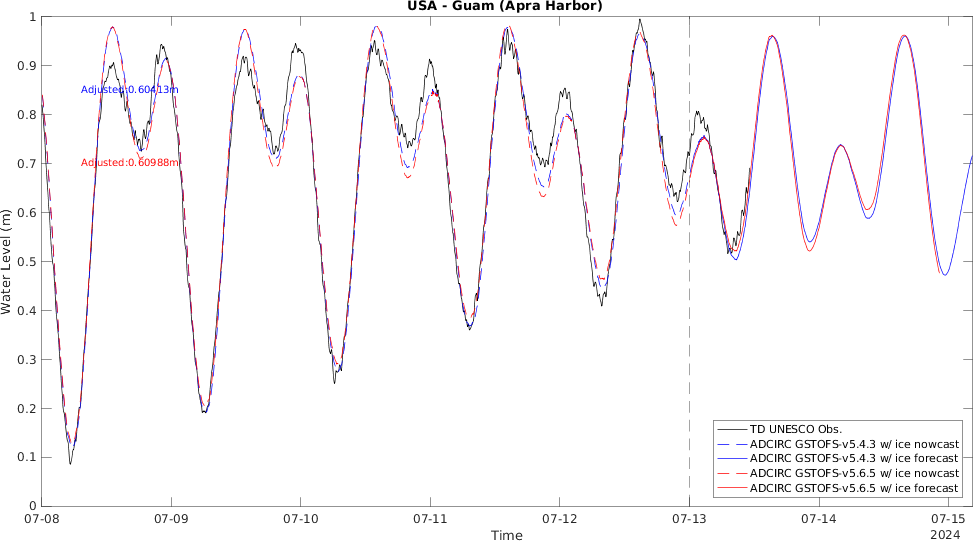 USA - Guam (Apra Harbor)
1
0.9
0.8
0.7
0.6
0.5
0.4
0.3
0.2
0.1
0
Water Level (m)
Adjusted:0.60413m
Adjusted:0.60988m
TD UNESCO Obs.
ADCIRC GSTOFS-v5.4.3 w/ ice nowcast
ADCIRC GSTOFS-v5.4.3 w/ ice forecast
ADCIRC GSTOFS-v5.6.5 w/ ice nowcast
ADCIRC GSTOFS-v5.6.5 w/ ice forecast
07-08 07-09 07-10 07-11 07-12 07-13 07-14 07-15
Time
2024